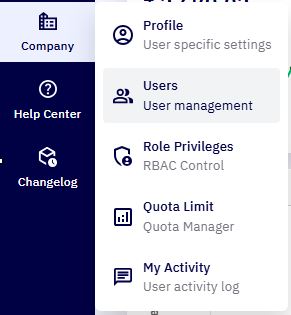 Company
Help Center
Changelog
Profile
User specific settings
Users
User management
Role Privileges
RBAC Control
Quota Limit
Quota Manager
My Activity
User activity log